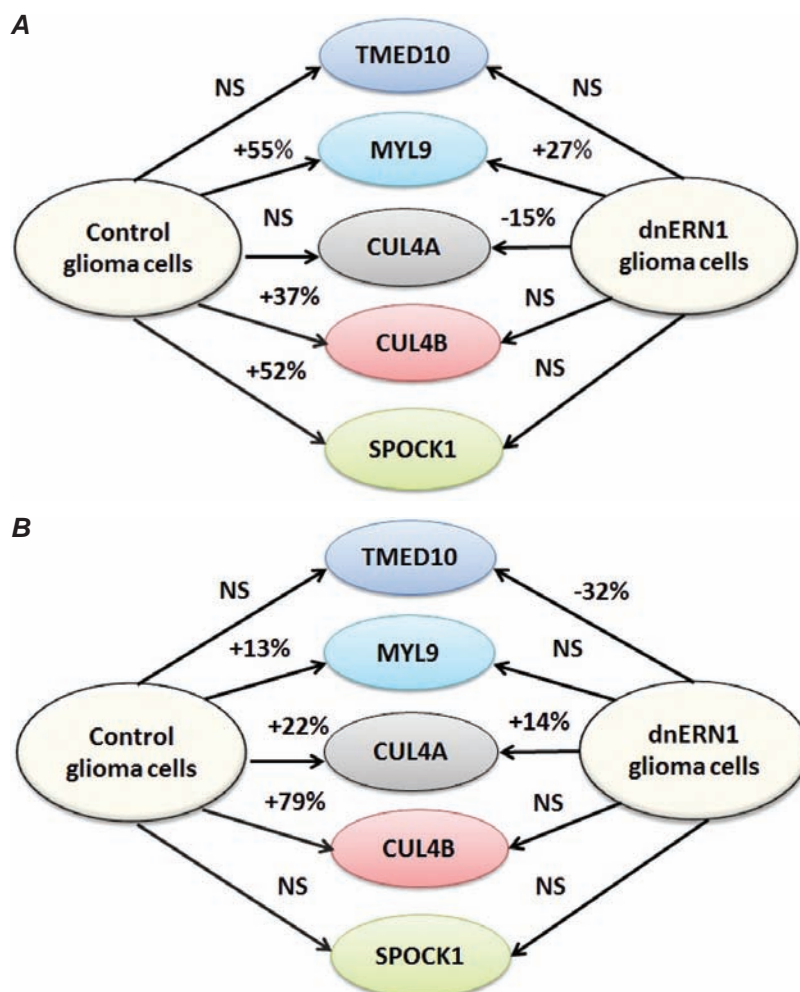 A
TMED10
NS
NS
+55%
MYL9
+27%
Control
glioma cells
NS
CUL4A
-15%
dnERN1
glioma cells
+37%
CUL4B
NS
+52%
NS
SPOCK1
B
TMED10
NS
-32%
+13%
MYL9
NS
Control
glioma cells
+22%
CUL4A
+14%
dnERN1
glioma cells
+79%
CUL4B
NS
NS
NS
SPOCK1